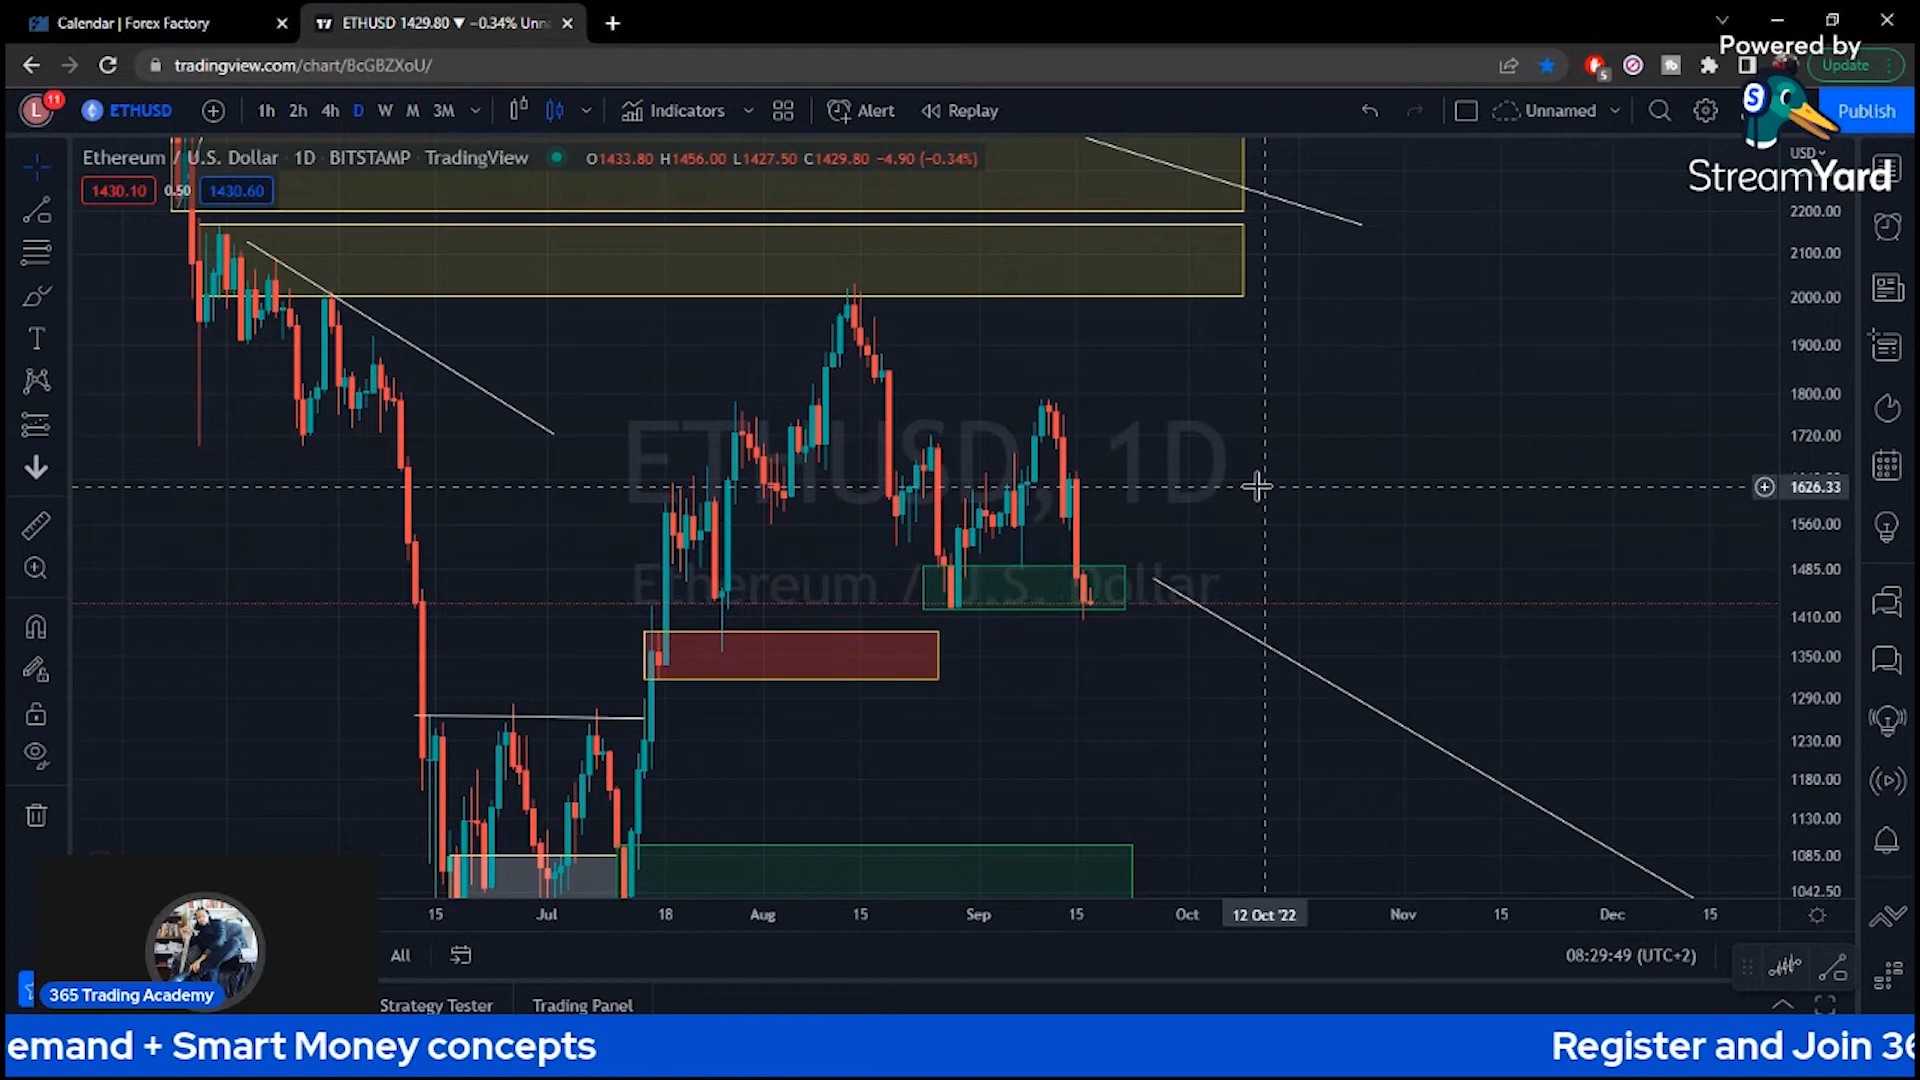 Calendar | Forex Factory
ETHUSD 1429.80 ▼ −0.34% Unn
Powered by
tradingview.com/chart/BcGBZXoU/
5
Update
L
11
ETHUSD
1h 2h 4h D W M 3M
Indicators
Alert
Replay
Unnamed
S
Publish
StreamYard
Ethereum / U.S. Dollar · 1D · BITSTAMP · TradingView
O1433.80 H1456.00 L1427.50 C1429.80 −4.90 (−0.34%)
1430.10 0.50 1430.60
USD
2200.00
2100.00
2000.00
1900.00
1800.00
1720.00
1626.33
1560.00
1485.00
1410.00
1350.00
1290.00
1230.00
1180.00
1130.00
1085.00
1042.50
ETHUSD, 1D
Ethereum / U.S. Dollar
15 Jul 18 Aug 15 Sep 15 Oct 12 Oct '22 Nov 15 Dec 15
All
08:29:49 (UTC+2)
365 Trading Academy
Strategy Tester
Trading Panel
emand + Smart Money concepts
Register and Join 36